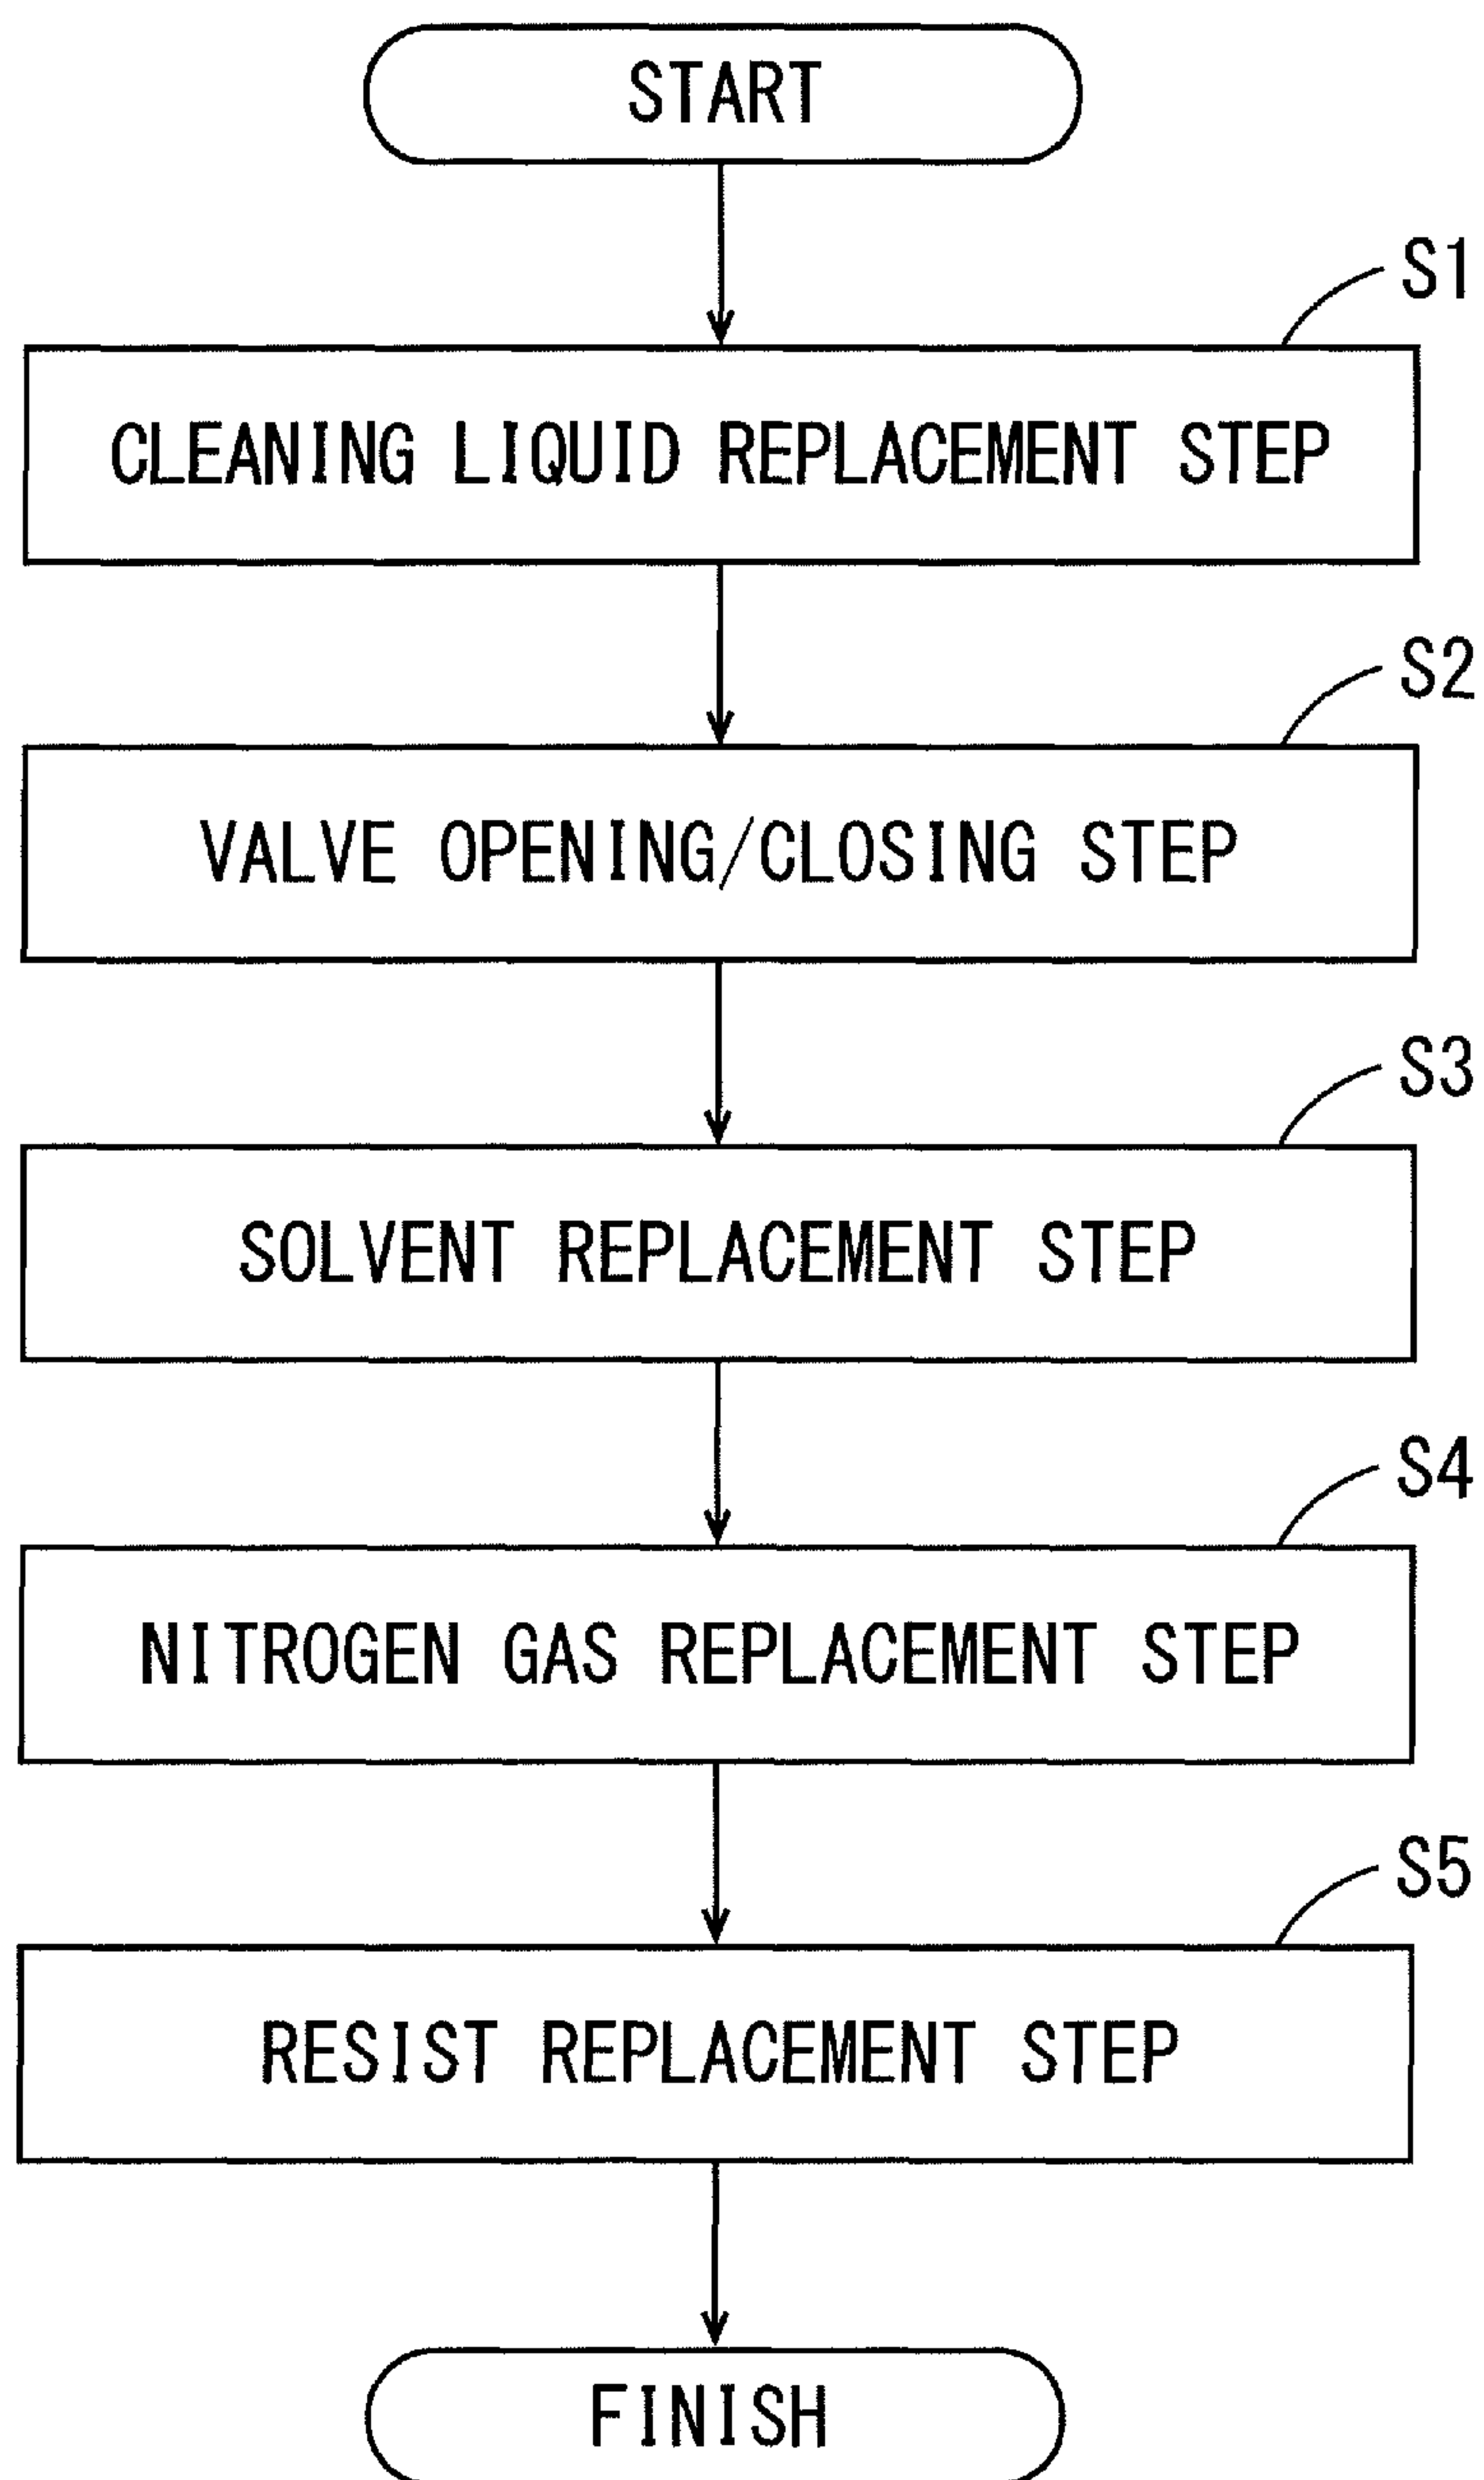 START
S1
CLEANING LIQUID REPLACEMENT STEP
S2
VALVE OPENING/CLOSING STEP
S3
SOLVENT REPLACEMENT STEP
S4
NITROGEN GAS REPLACEMENT STEP
S5
RESIST REPLACEMENT STEP
FINISH